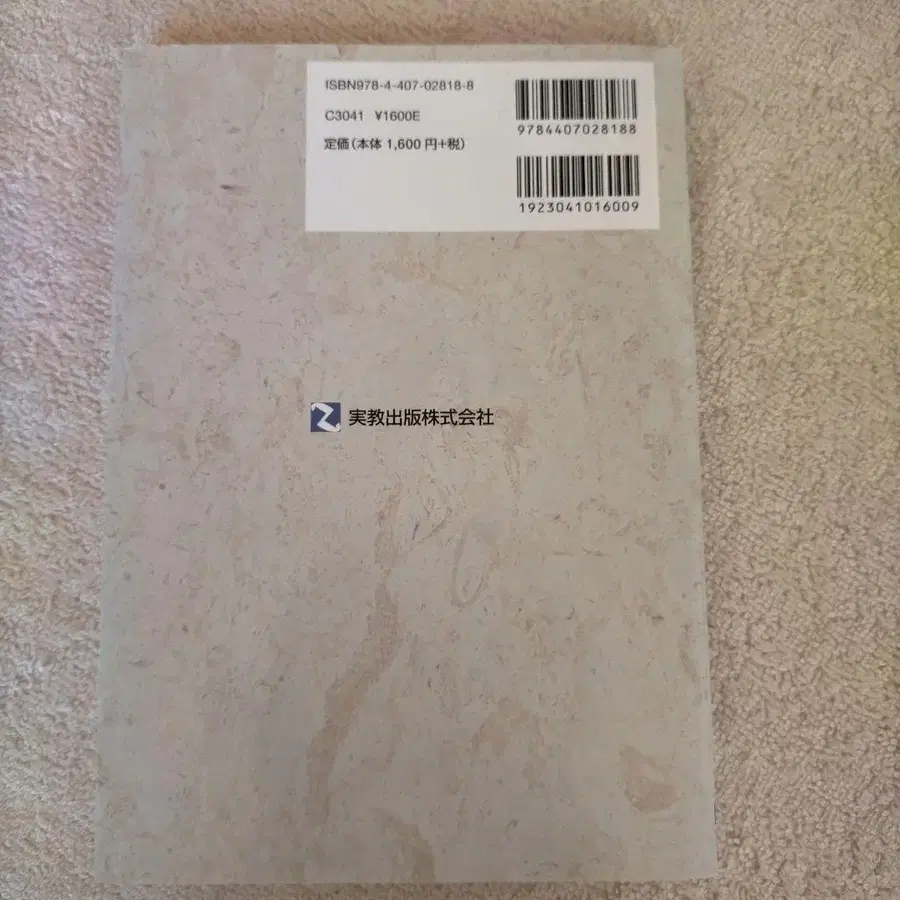 ISBN978-4-407-02818-8
C3041 ¥1600E
定価(本体 1,600 円+税)
9784407028188
1923041016009
実教出版株式会社